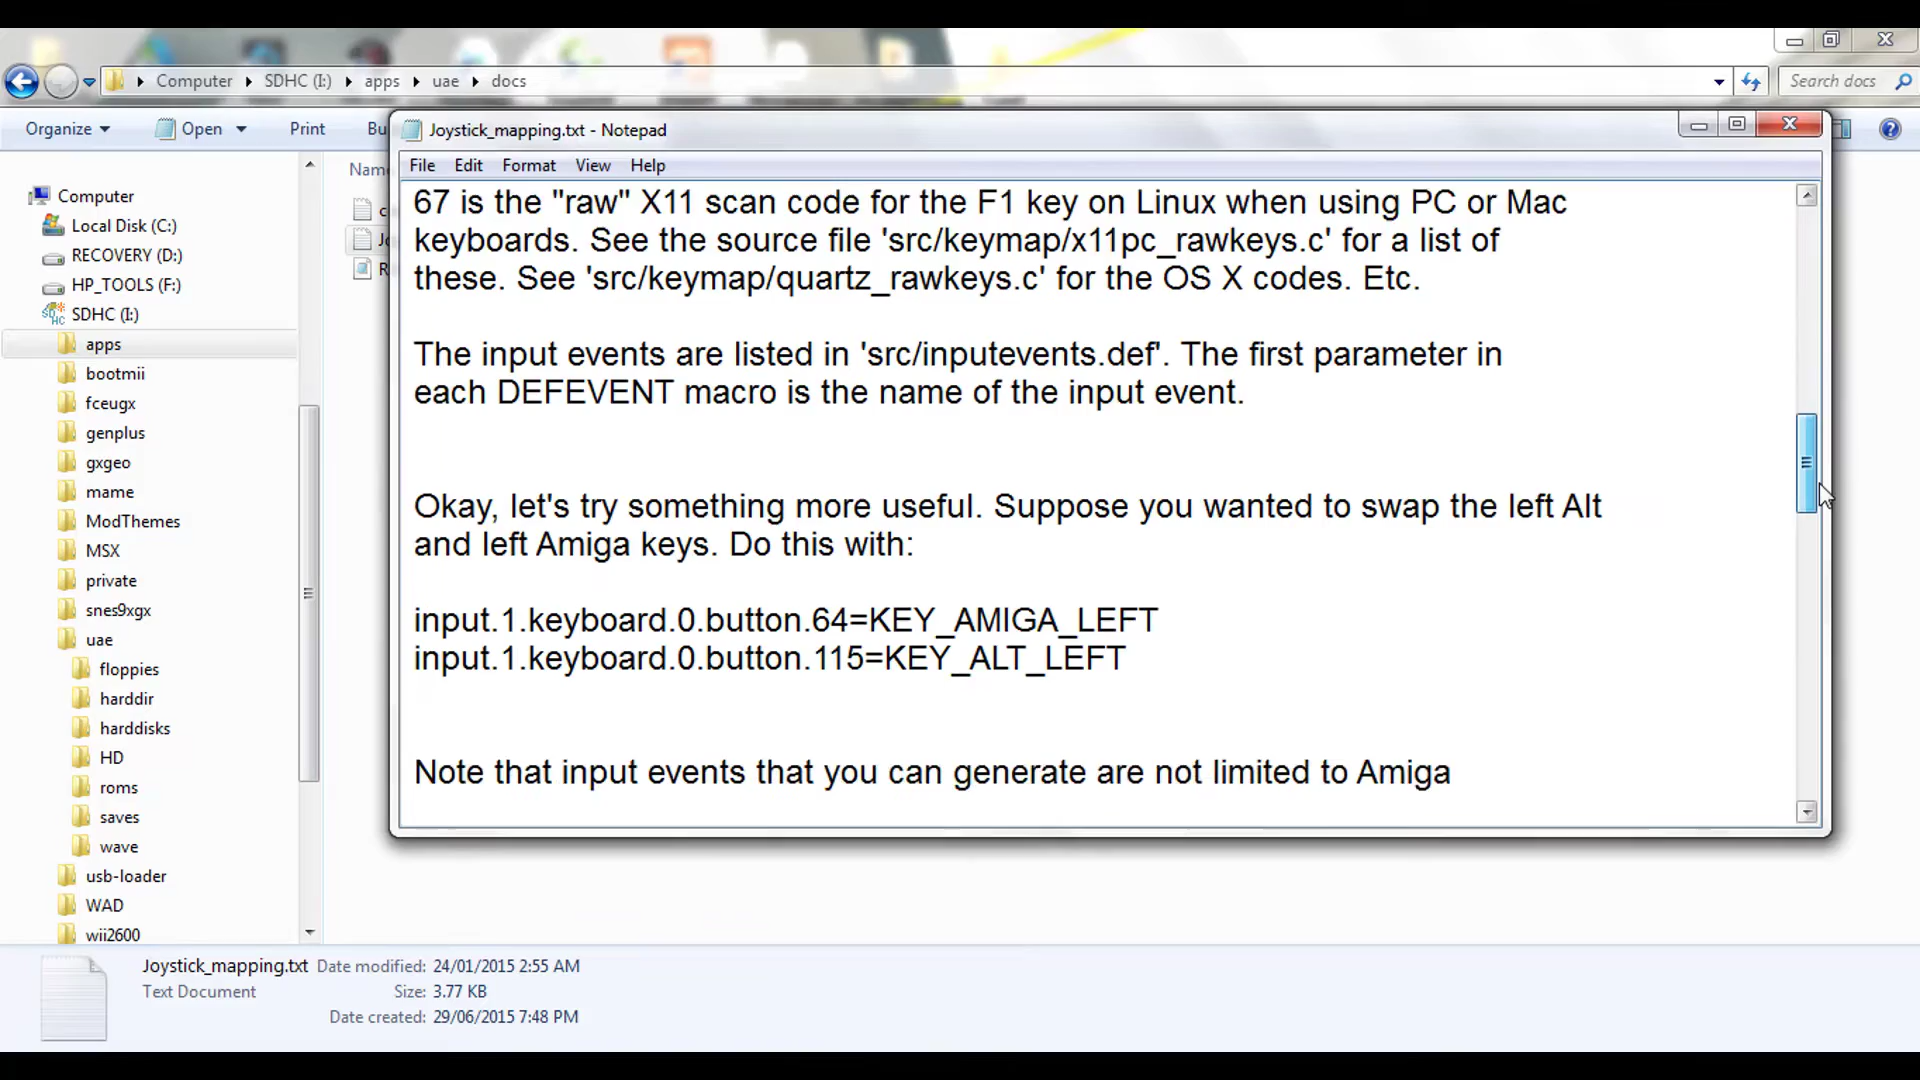 Computer
SDHC (I:)
apps
uae
docs
Search docs
Organize
Open
Print
Bu
Joystick_mapping.txt - Notepad
File Edit Format View Help
Nam
67 is the "raw" X11 scan code for the F1 key on Linux when using PC or Mac
keyboards. See the source file 'src/keymap/x11pc_rawkeys.c' for a list of
these. See 'src/keymap/quartz_rawkeys.c' for the OS X codes. Etc.
The input events are listed in 'src/inputevents.def'. The first parameter in
each DEFEVENT macro is the name of the input event.
Okay, let's try something more useful. Suppose you wanted to swap the left Alt
and left Amiga keys. Do this with:
input.1.keyboard.0.button.64=KEY_AMIGA_LEFT
input.1.keyboard.0.button.115=KEY_ALT_LEFT
Note that input events that you can generate are not limited to Amiga
Computer
Local Disk (C:)
RECOVERY (D:)
HP_TOOLS (F:)
SDHC (I:)
apps
bootmii
fceugx
genplus
gxgeo
mame
ModThemes
MSX
private
snes9xgx
uae
floppies
harddir
harddisks
HD
roms
saves
wave
usb-loader
WAD
wii2600
Joystick_mapping.txt Date modified: 24/01/2015 2:55 AM
Text Document Size: 3.77 KB
Date created: 29/06/2015 7:48 PM